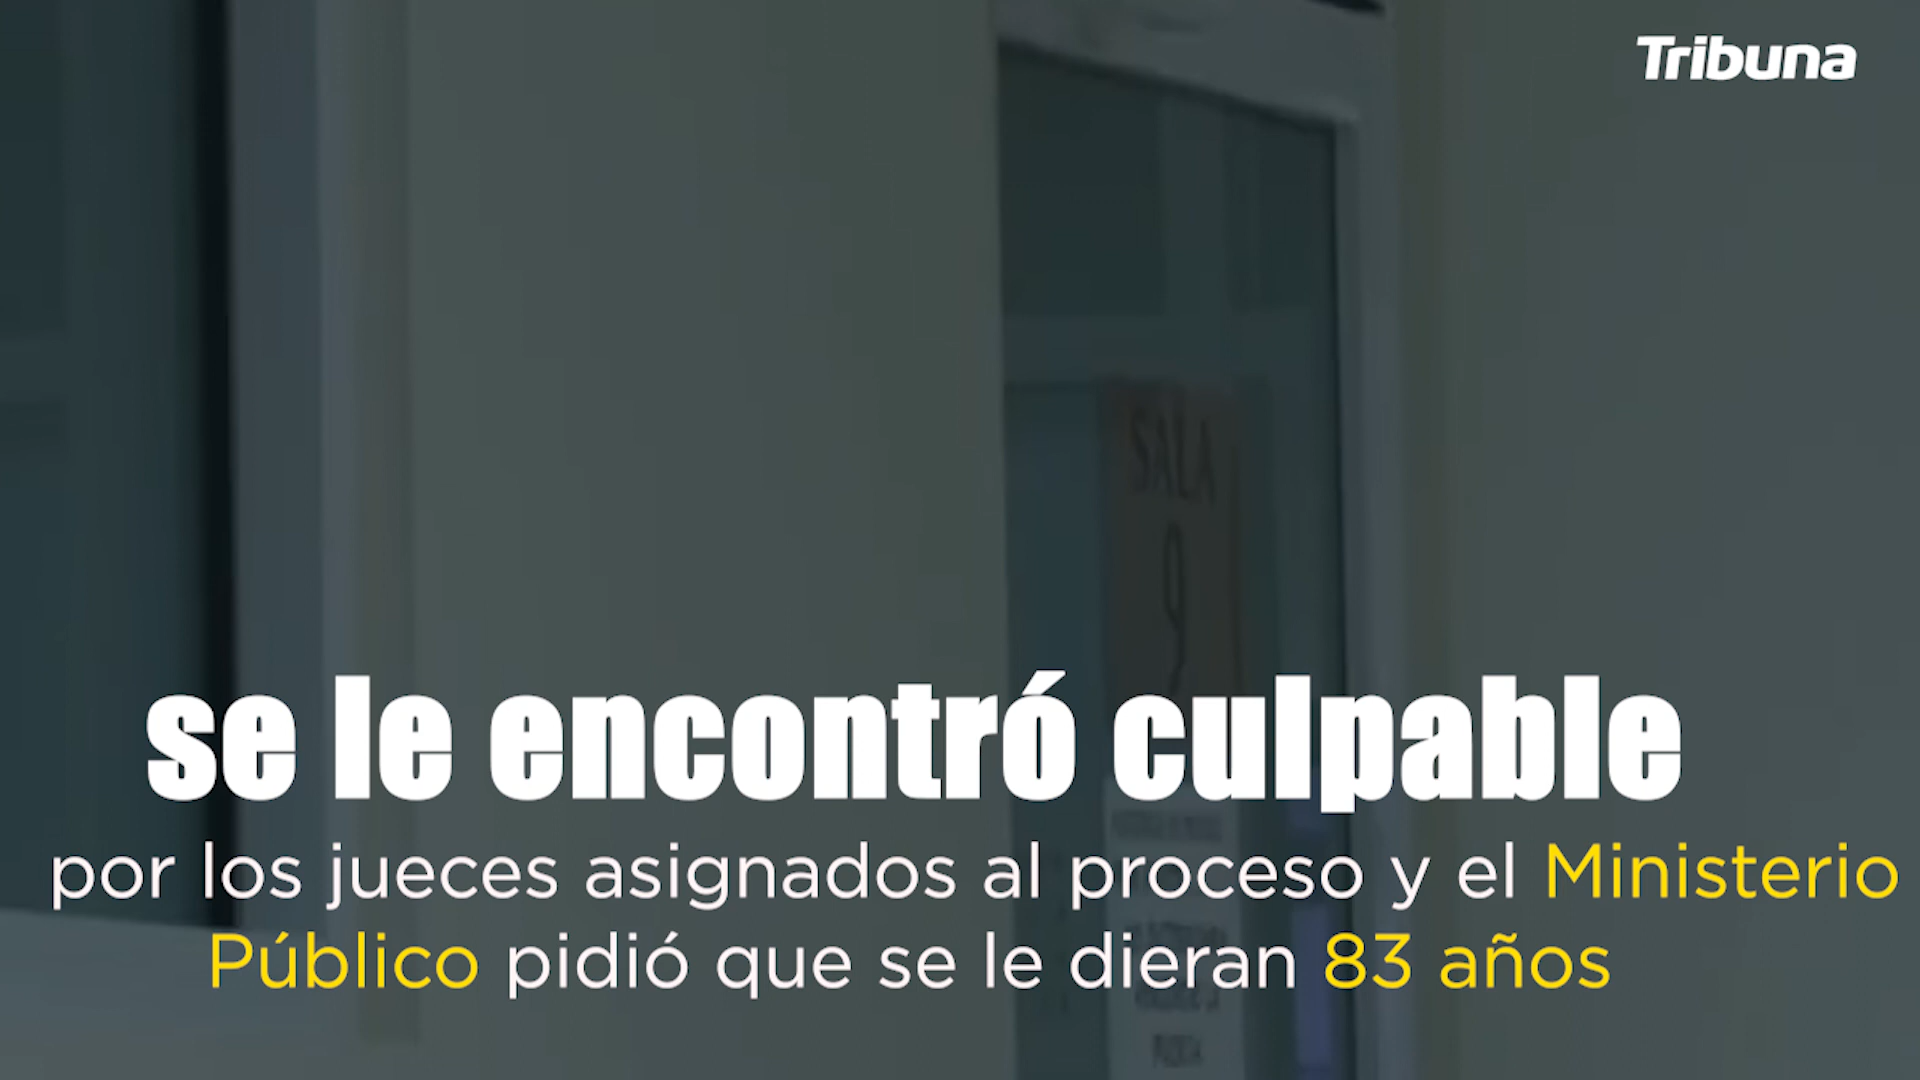 Tribuna
SALA
9
se le encontró culpable
por los jueces asignados al proceso y el Ministerio
Público pidió que se le dieran 83 años